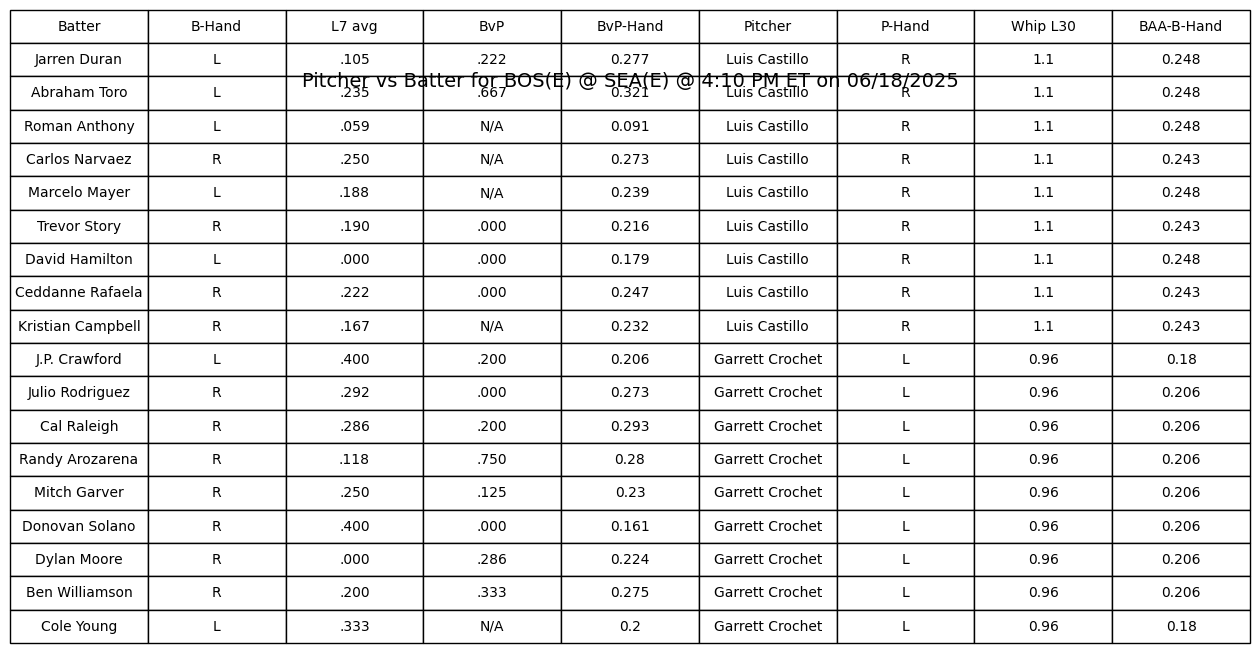 Batter B-Hand L7 avg BvP BvP-Hand Pitcher P-Hand Whip L30 BAA-B-Hand
Jarren Duran L .105 .222 0.277 Luis Castillo R 1.1 0.248
Pitcher vs Batter for BOS(E) @ SEA(E) @ 4:10 PM ET on 06/18/2025
Abraham Toro L .235 .667 0.321 Luis Castillo R 1.1 0.248
Roman Anthony L .059 N/A 0.091 Luis Castillo R 1.1 0.248
Carlos Narvaez R .250 N/A 0.273 Luis Castillo R 1.1 0.243
Marcelo Mayer L .188 N/A 0.239 Luis Castillo R 1.1 0.248
Trevor Story R .190 .000 0.216 Luis Castillo R 1.1 0.243
David Hamilton L .000 .000 0.179 Luis Castillo R 1.1 0.248
Ceddanne Rafaela R .222 .000 0.247 Luis Castillo R 1.1 0.243
Kristian Campbell R .167 N/A 0.232 Luis Castillo R 1.1 0.243
J.P. Crawford L .400 .200 0.206 Garrett Crochet L 0.96 0.18
Julio Rodriguez R .292 .000 0.273 Garrett Crochet L 0.96 0.206
Cal Raleigh R .286 .200 0.293 Garrett Crochet L 0.96 0.206
Randy Arozarena R .118 .750 0.28 Garrett Crochet L 0.96 0.206
Mitch Garver R .250 .125 0.23 Garrett Crochet L 0.96 0.206
Donovan Solano R .400 .000 0.161 Garrett Crochet L 0.96 0.206
Dylan Moore R .000 .286 0.224 Garrett Crochet L 0.96 0.206
Ben Williamson R .200 .333 0.275 Garrett Crochet L 0.96 0.206
Cole Young L .333 N/A 0.2 Garrett Crochet L 0.96 0.18